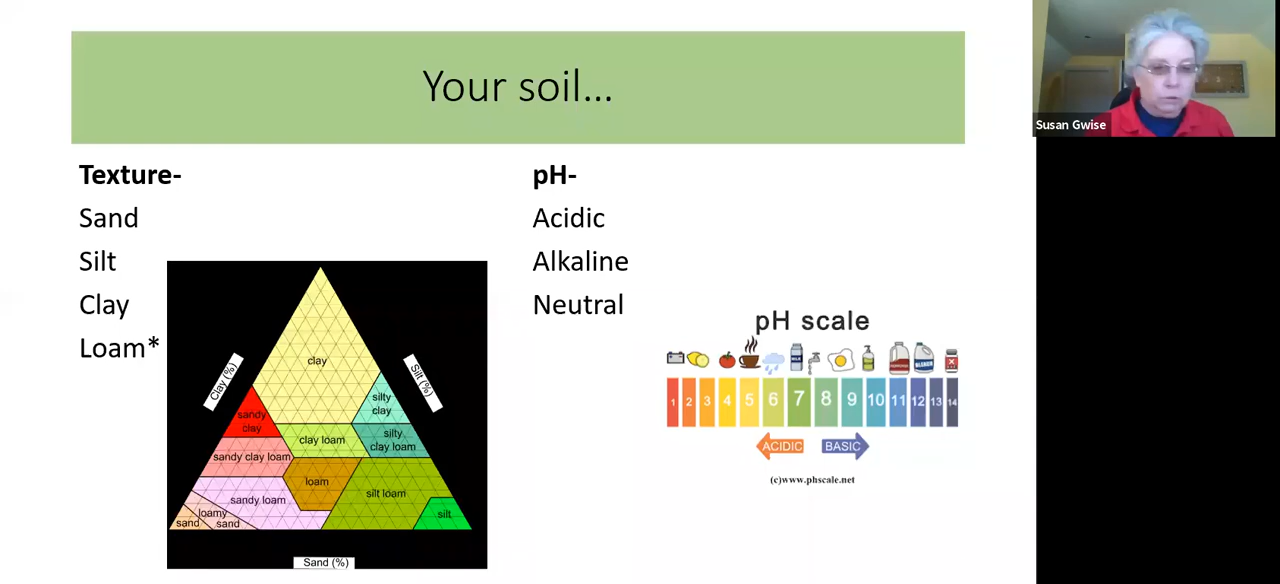 Your soil...
Susan Gwise
Texture-
Sand
Silt
Clay
Loam*
clay
Clay (%)
Silt (%)
silty
clay
sandy
clay
clay loam
silty
clay loam
sandy clay loam
loam
silt loam
sandy loam
loamy
sand
sand
silt
Sand (%)
pH-
Acidic
Alkaline
Neutral
pH scale
1 2 3 4 5 6 7 8 9 10 11 12 13 14
ACIDIC BASIC
(c)www.phscale.net